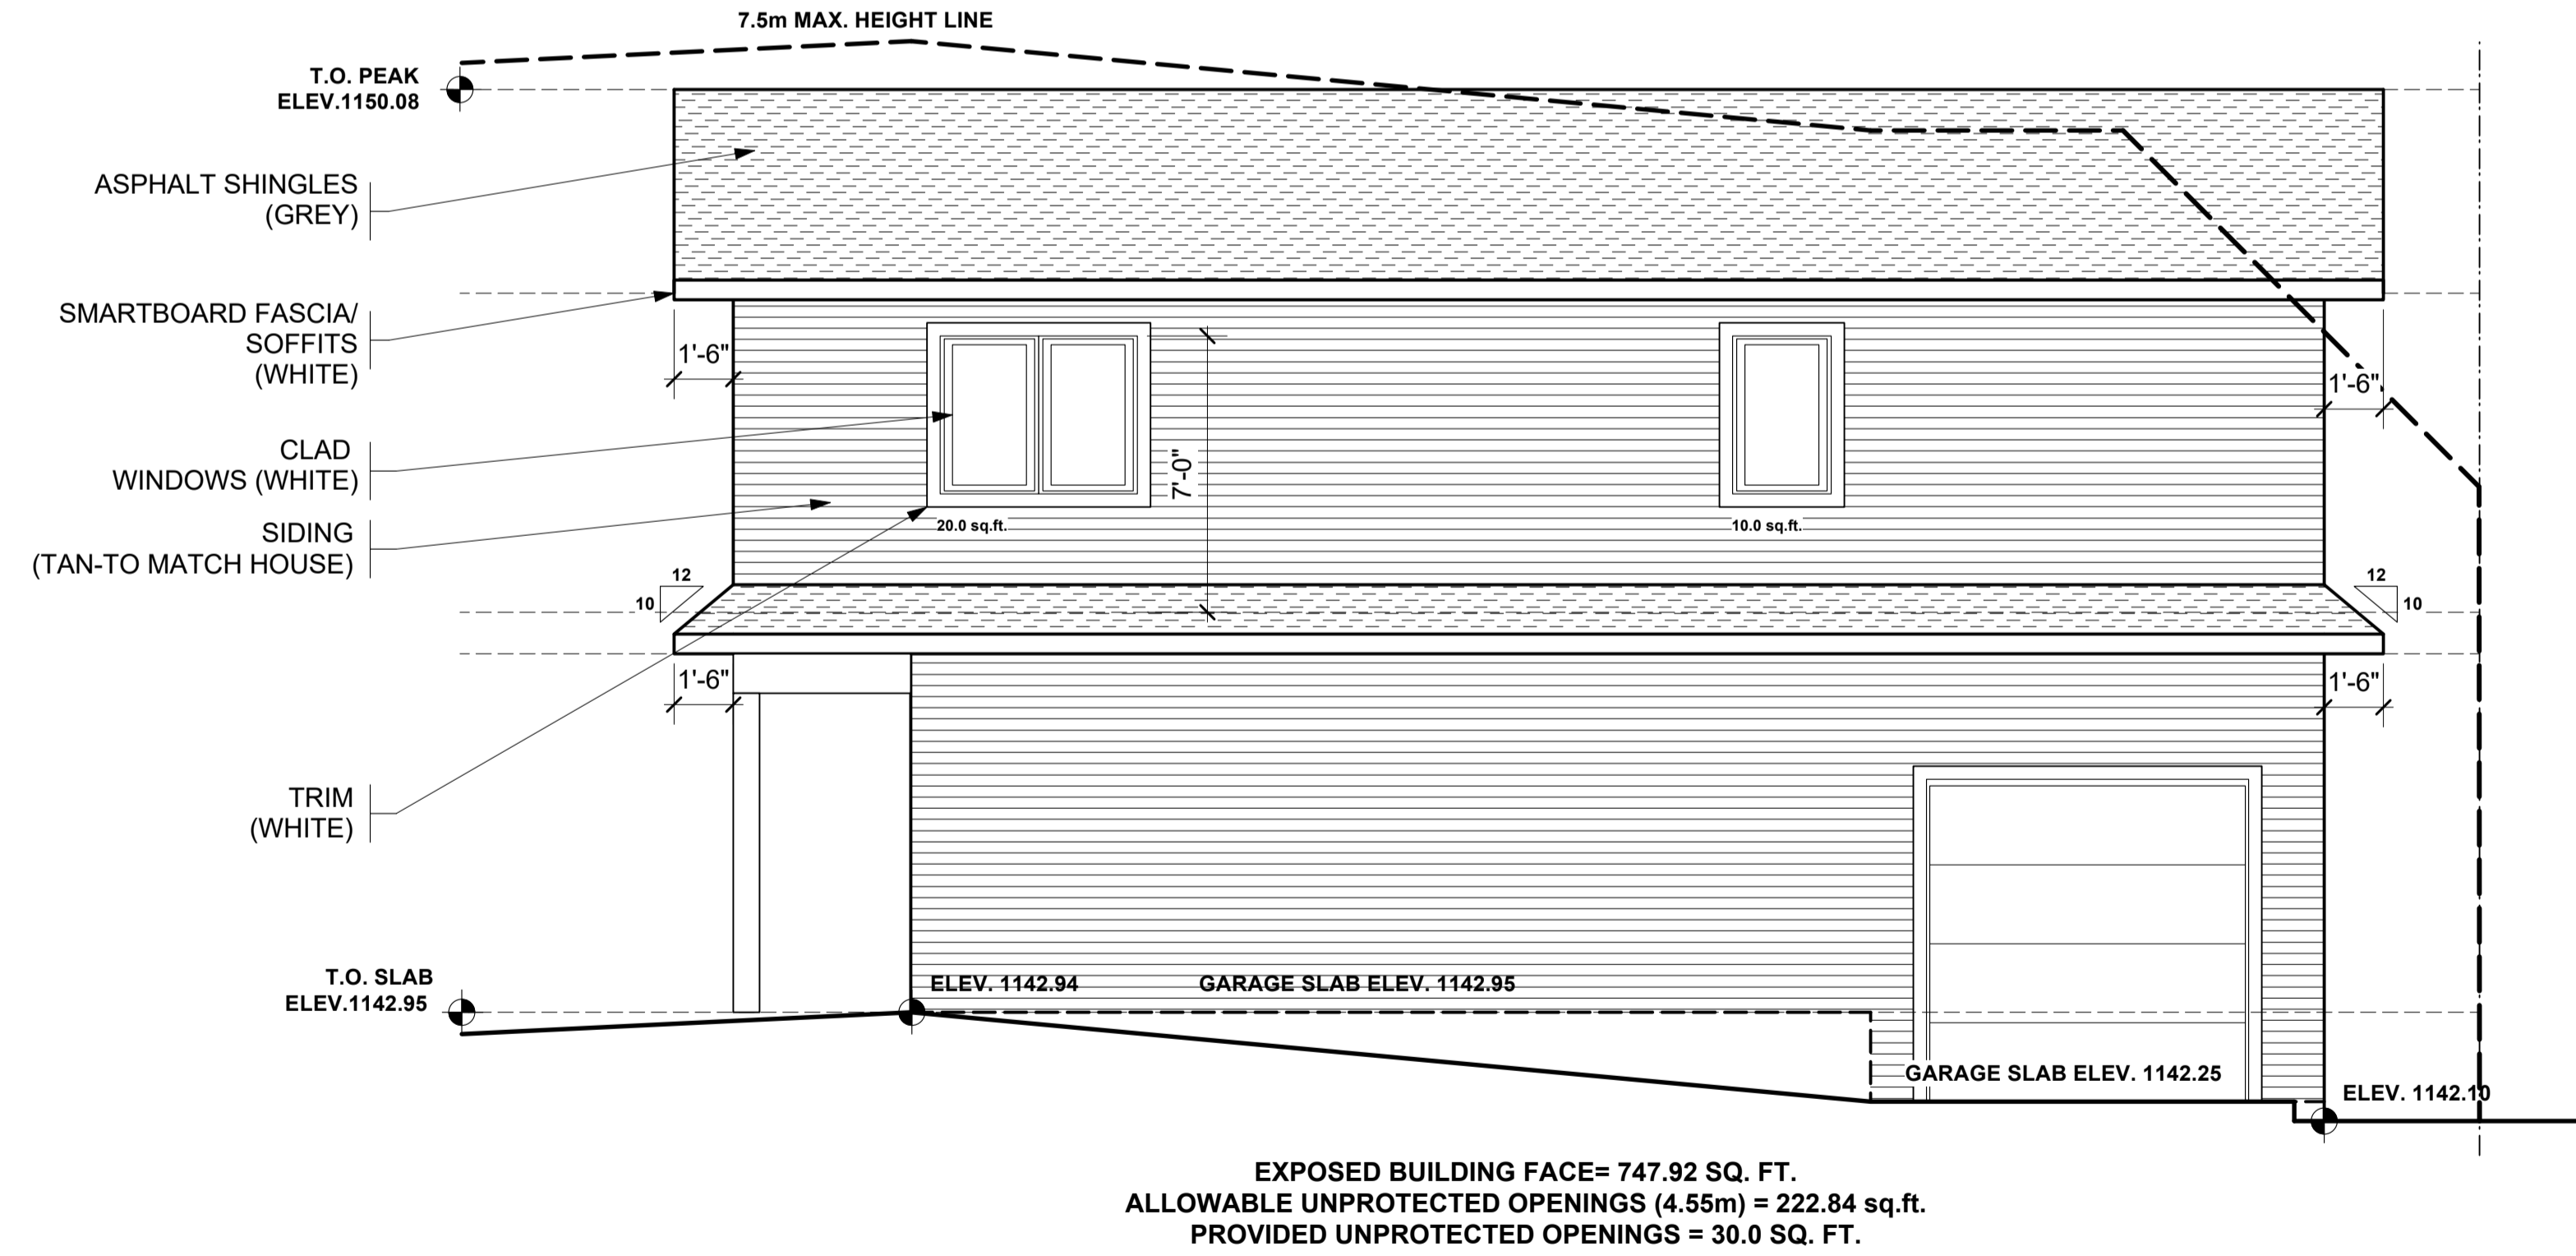 7.5m MAX. HEIGHT LINE
T.O. PEAK
ELEV.1150.08
ASPHALT SHINGLES
(GREY)
SMARTBOARD FASCIA/
SOFFITS
(WHITE)
1'-6"
1'-6"
CLAD
WINDOWS (WHITE)
7'-0"
SIDING
(TAN-TO MATCH HOUSE)
20.0 sq.ft.
10.0 sq.ft.
12
10
12
10
1'-6"
1'-6"
TRIM
(WHITE)
T.O. SLAB
ELEV.1142.95
ELEV. 1142.94
GARAGE SLAB ELEV. 1142.95
GARAGE SLAB ELEV. 1142.25
ELEV. 1142.10
EXPOSED BUILDING FACE= 747.92 SQ. FT.
ALLOWABLE UNPROTECTED OPENINGS (4.55m) = 222.84 sq.ft.
PROVIDED UNPROTECTED OPENINGS = 30.0 SQ. FT.